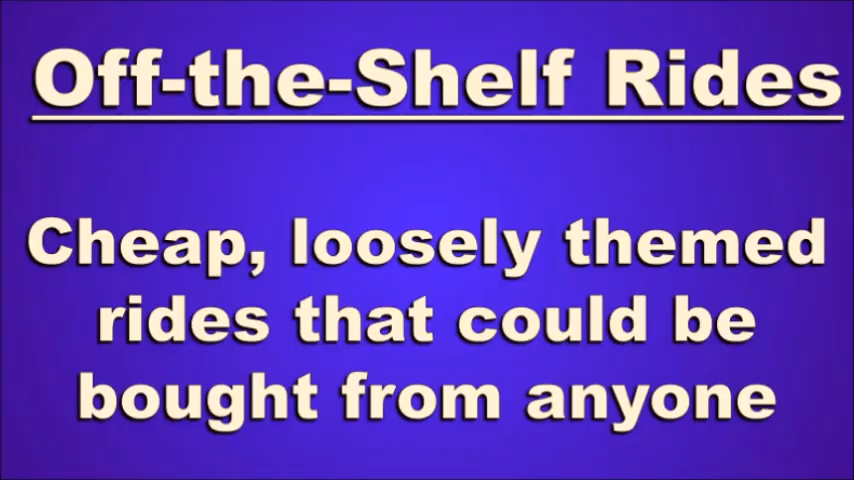 Off-the-Shelf Rides
Cheap, loosely themed
rides that could be
bought from anyone